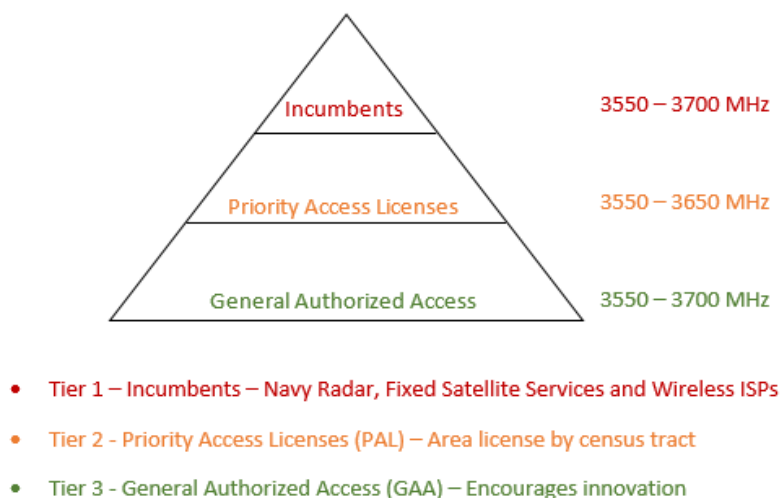 Incumbents 3550 – 3700 MHz
Priority Access Licenses 3550 – 3650 MHz
General Authorized Access 3550 – 3700 MHz
• Tier 1 – Incumbents – Navy Radar, Fixed Satellite Services and Wireless ISPs
• Tier 2 - Priority Access Licenses (PAL) – Area license by census tract
• Tier 3 - General Authorized Access (GAA) – Encourages innovation